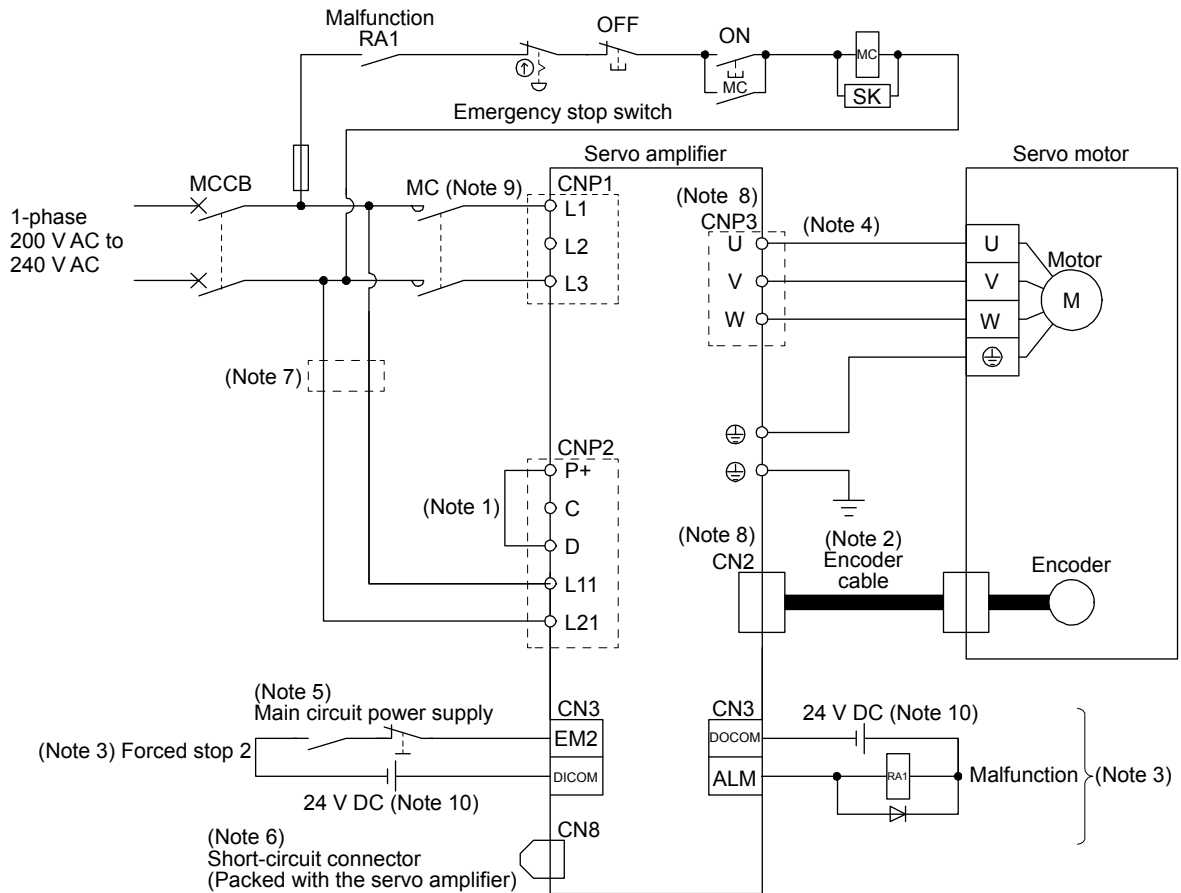 Malfunction
RA1
OFF
ON
MC
MC
SK
Emergency stop switch
Servo amplifier
Servo motor
MCCB
MC (Note 9)
CNP1
1-phase
200 V AC to
240 V AC
L1
L2
L3
(Note 8)
CNP3
(Note 4)
U
V
W
U
V
W
Motor
M
(Note 7)
CNP2
P+
C
D
L11
L21
(Note 1)
(Note 8)
CN2
(Note 2)
Encoder
cable
Encoder
(Note 5)
Main circuit power supply
(Note 3) Forced stop 2
24 V DC (Note 10)
CN3
EM2
DICOM
CN3
DOCOM
ALM
24 V DC (Note 10)
RA1
Malfunction
(Note 3)
(Note 6)
Short-circuit connector
(Packed with the servo amplifier)
CN8